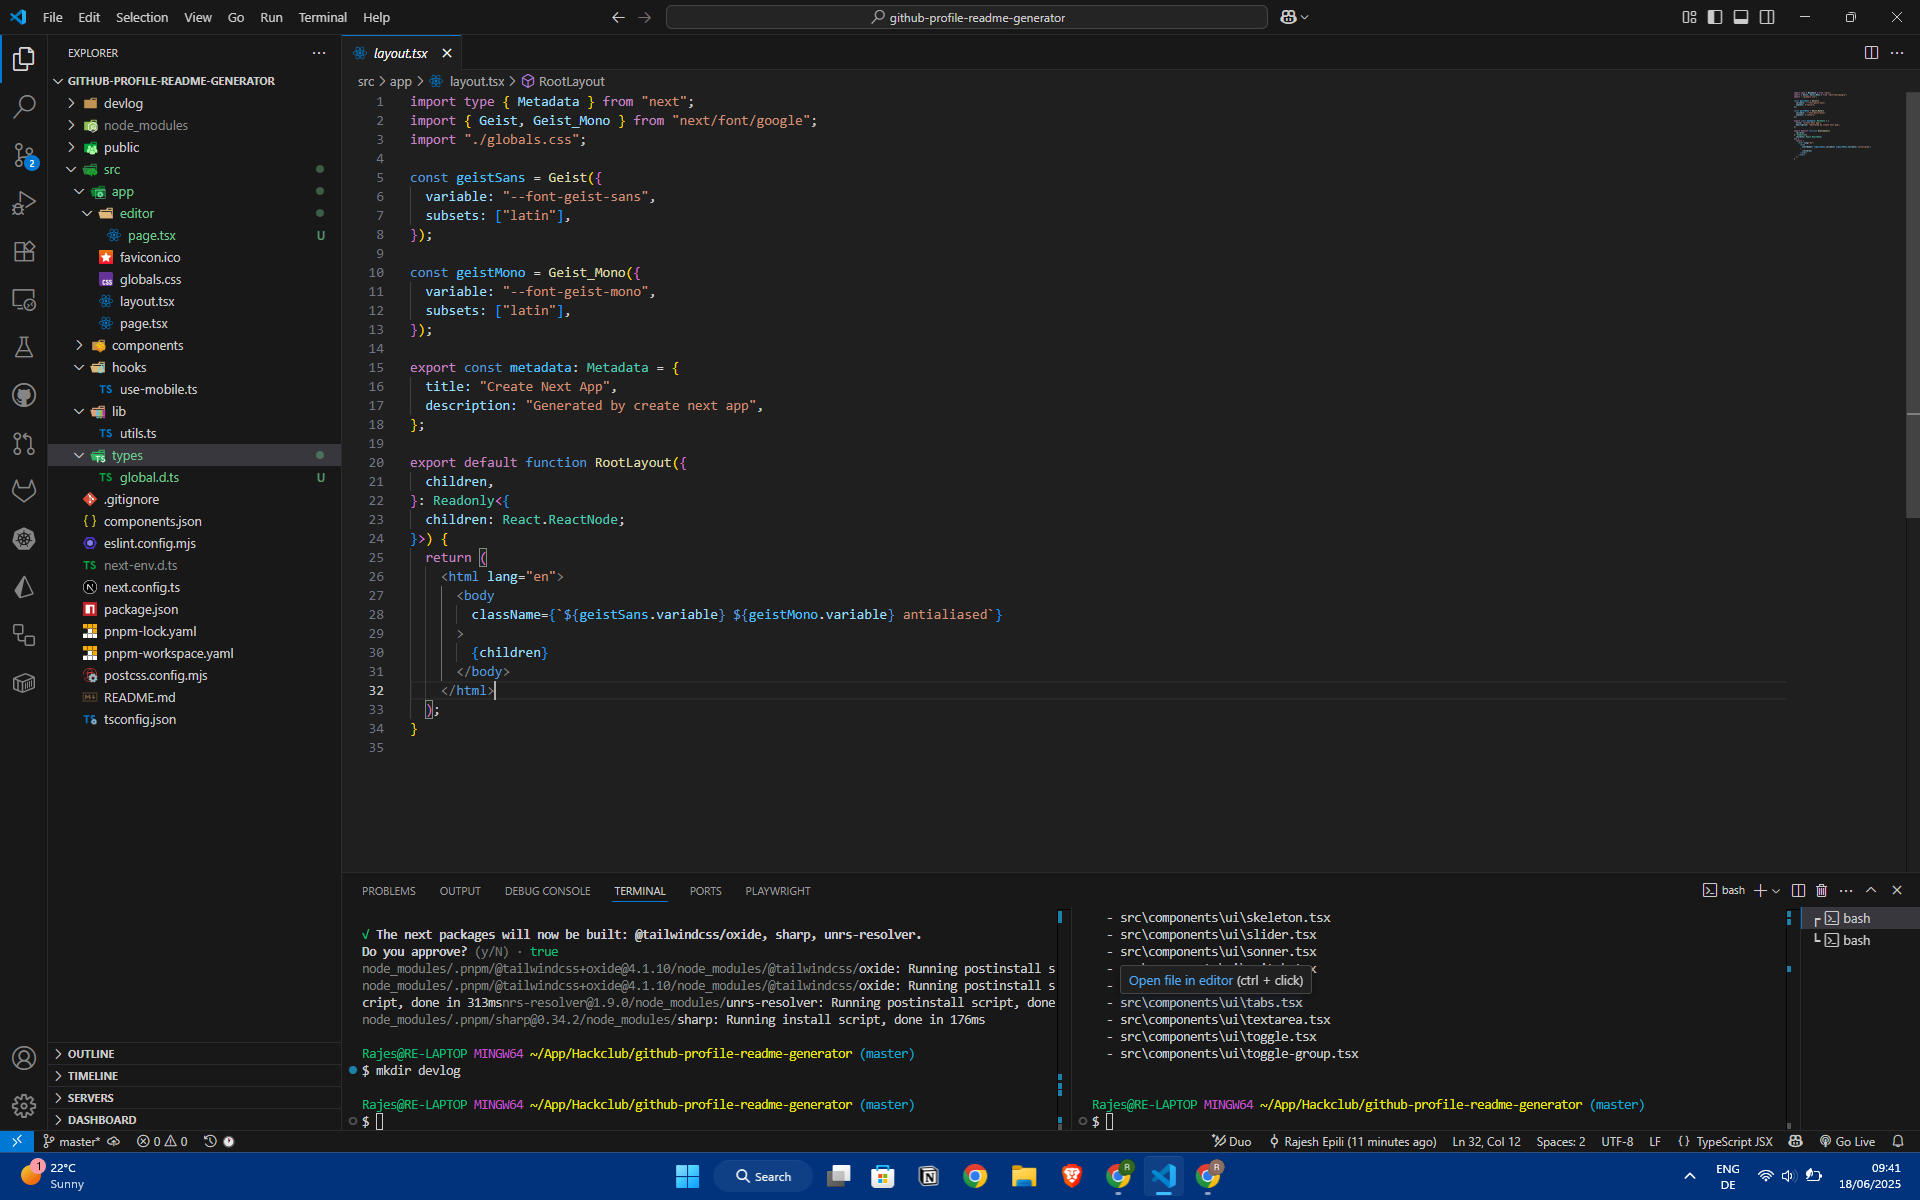 File Edit Selection View Go Run Terminal Help
github-profile-readme-generator
EXPLORER
GITHUB-PROFILE-README-GENERATOR
devlog
node_modules
public
src
app
editor
page.tsx U
favicon.ico
globals.css
layout.tsx
page.tsx
components
hooks
TS use-mobile.ts
lib
TS utils.ts
types
TS global.d.ts U
.gitignore
components.json
eslint.config.mjs
TS next-env.d.ts
next.config.ts
package.json
pnpm-lock.yaml
pnpm-workspace.yaml
postcss.config.mjs
README.md
tsconfig.json
OUTLINE
TIMELINE
SERVERS
DASHBOARD
2
layout.tsx
src > app > layout.tsx > RootLayout
1 import type { Metadata } from "next";
2 import { Geist, Geist_Mono } from "next/font/google";
3 import "./globals.css";
4
5 const geistSans = Geist({
6 variable: "--font-geist-sans",
7 subsets: ["latin"],
8 });
9
10 const geistMono = Geist_Mono({
11 variable: "--font-geist-mono",
12 subsets: ["latin"],
13 });
14
15 export const metadata: Metadata = {
16 title: "Create Next App",
17 description: "Generated by create next app",
18 };
19
20 export default function RootLayout({
21 children,
22 }: Readonly<{
23 children: React.ReactNode;
24 }>) {
25 return (
26 <html lang="en">
27 <body
28 className={`${geistSans.variable} ${geistMono.variable} antialiased`}
29 >
30 {children}
31 </body>
32 </html>
33 );
34 }
35
PROBLEMS OUTPUT DEBUG CONSOLE TERMINAL PORTS PLAYWRIGHT
bash
√ The next packages will now be built: @tailwindcss/oxide, sharp, unrs-resolver.
Do you approve? (y/N) · true
node_modules/.pnpm/@tailwindcss+oxide@4.1.10/node_modules/@tailwindcss/oxide: Running postinstall s
node_modules/.pnpm/@tailwindcss+oxide@4.1.10/node_modules/@tailwindcss/oxide: Running postinstall s
cript, done in 313msnrs-resolver@1.9.0/node_modules/unrs-resolver: Running postinstall script, done
node_modules/.pnpm/sharp@0.34.2/node_modules/sharp: Running install script, done in 176ms
Rajes@RE-LAPTOP MINGW64 ~/App/Hackclub/github-profile-readme-generator (master)
$ mkdir devlog
Rajes@RE-LAPTOP MINGW64 ~/App/Hackclub/github-profile-readme-generator (master)
$
- src\components\ui\skeleton.tsx
- src\components\ui\slider.tsx
- src\components\ui\sonner.tsx
-
Open file in editor (ctrl + click)
-
- src\components\ui\tabs.tsx
- src\components\ui\textarea.tsx
- src\components\ui\toggle.tsx
- src\components\ui\toggle-group.tsx
Rajes@RE-LAPTOP MINGW64 ~/App/Hackclub/github-profile-readme-generator (master)
$
bash
bash
master* 0 0
Duo Rajesh Epili (11 minutes ago) Ln 32, Col 12 Spaces: 2 UTF-8 LF {} TypeScript JSX Go Live
1
22°C
Sunny
Search
R
R
ENG
DE
09:41
18/06/2025